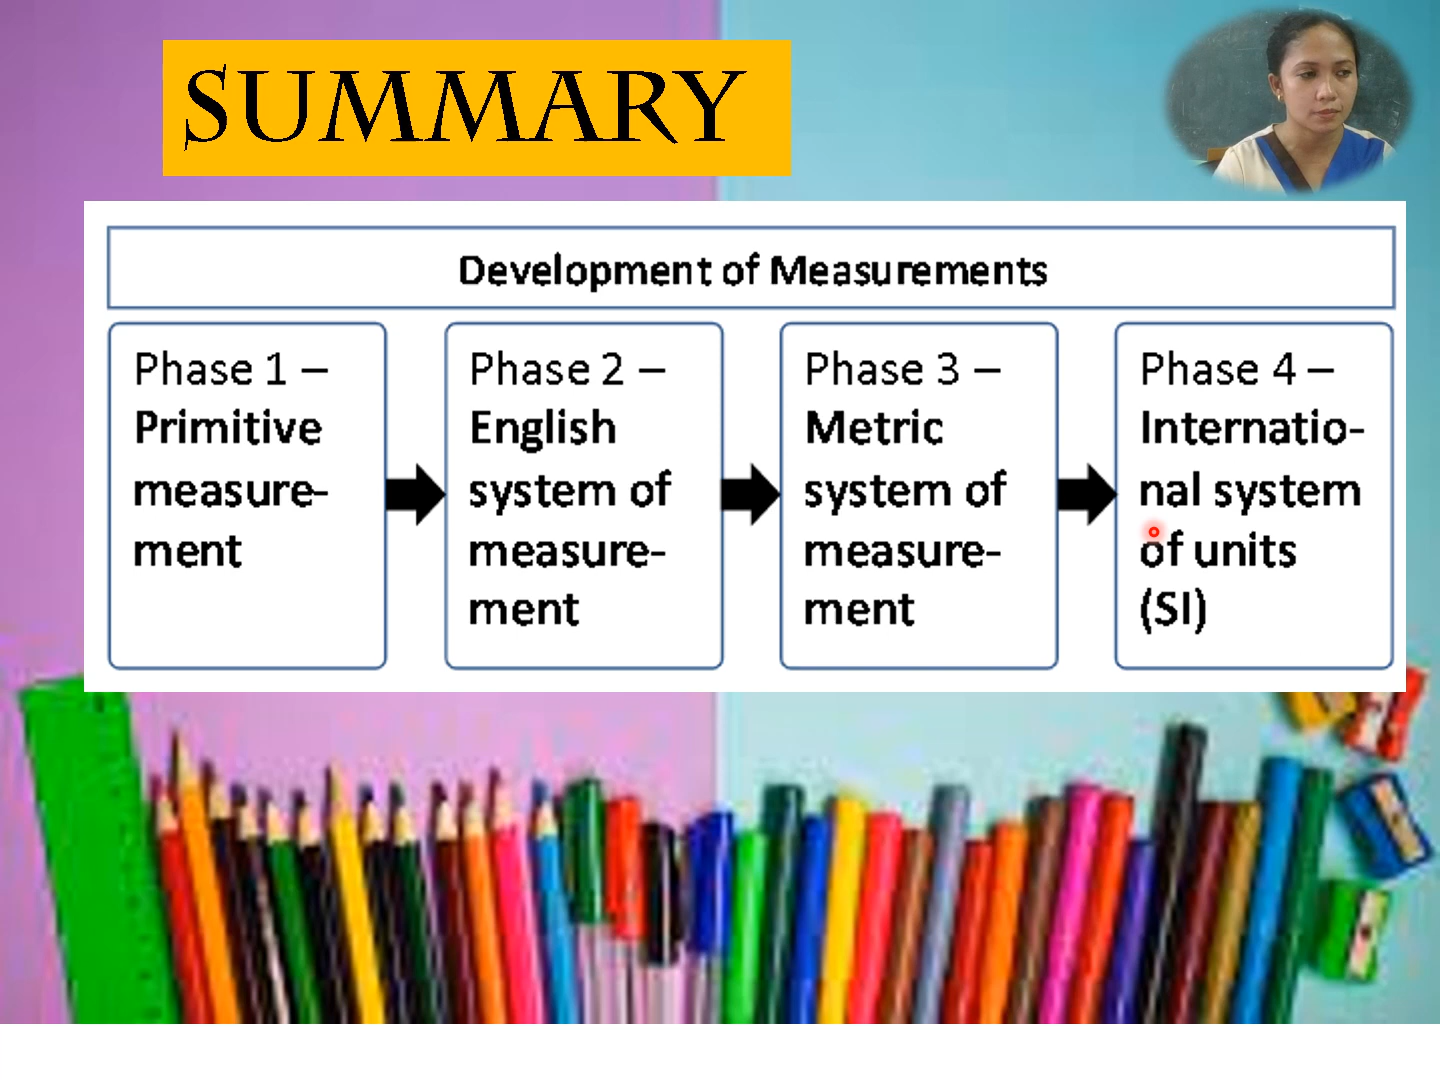 SUMMARY
Development of Measurements
Phase 1 –
Primitive
measure-
ment
Phase 2 –
English
system of
measure-
ment
Phase 3 –
Metric
system of
measure-
ment
Phase 4 –
Internatio-
nal system
of units
(SI)